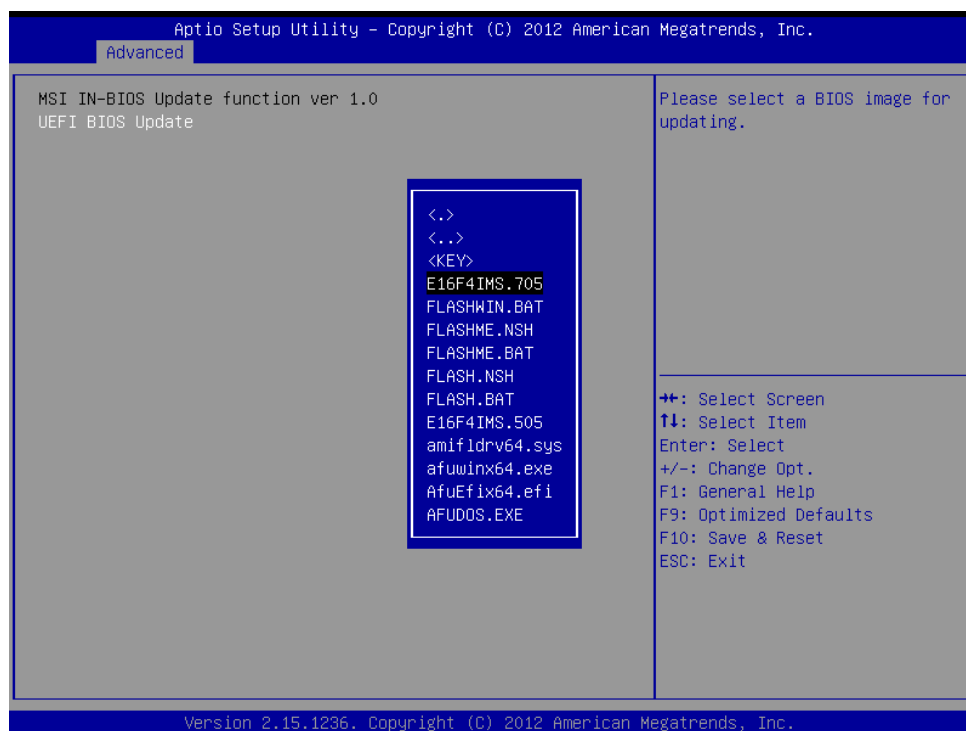 Aptio Setup Utility – Copyright (C) 2012 American Megatrends, Inc.
Advanced
MSI IN-BIOS Update function ver 1.0
UEFI BIOS Update
Please select a BIOS image for
updating.
<.>
<..>
<KEY>
E16F4IMS.705
FLASHWIN.BAT
FLASHME.NSH
FLASHME.BAT
FLASH.NSH
FLASH.BAT
E16F4IMS.505
amifldrv64.sys
afuwinx64.exe
AfuEfix64.efi
AFUDOS.EXE
→←: Select Screen
↑↓: Select Item
Enter: Select
+/-: Change Opt.
F1: General Help
F9: Optimized Defaults
F10: Save & Reset
ESC: Exit
Version 2.15.1236. Copyright (C) 2012 American Megatrends, Inc.